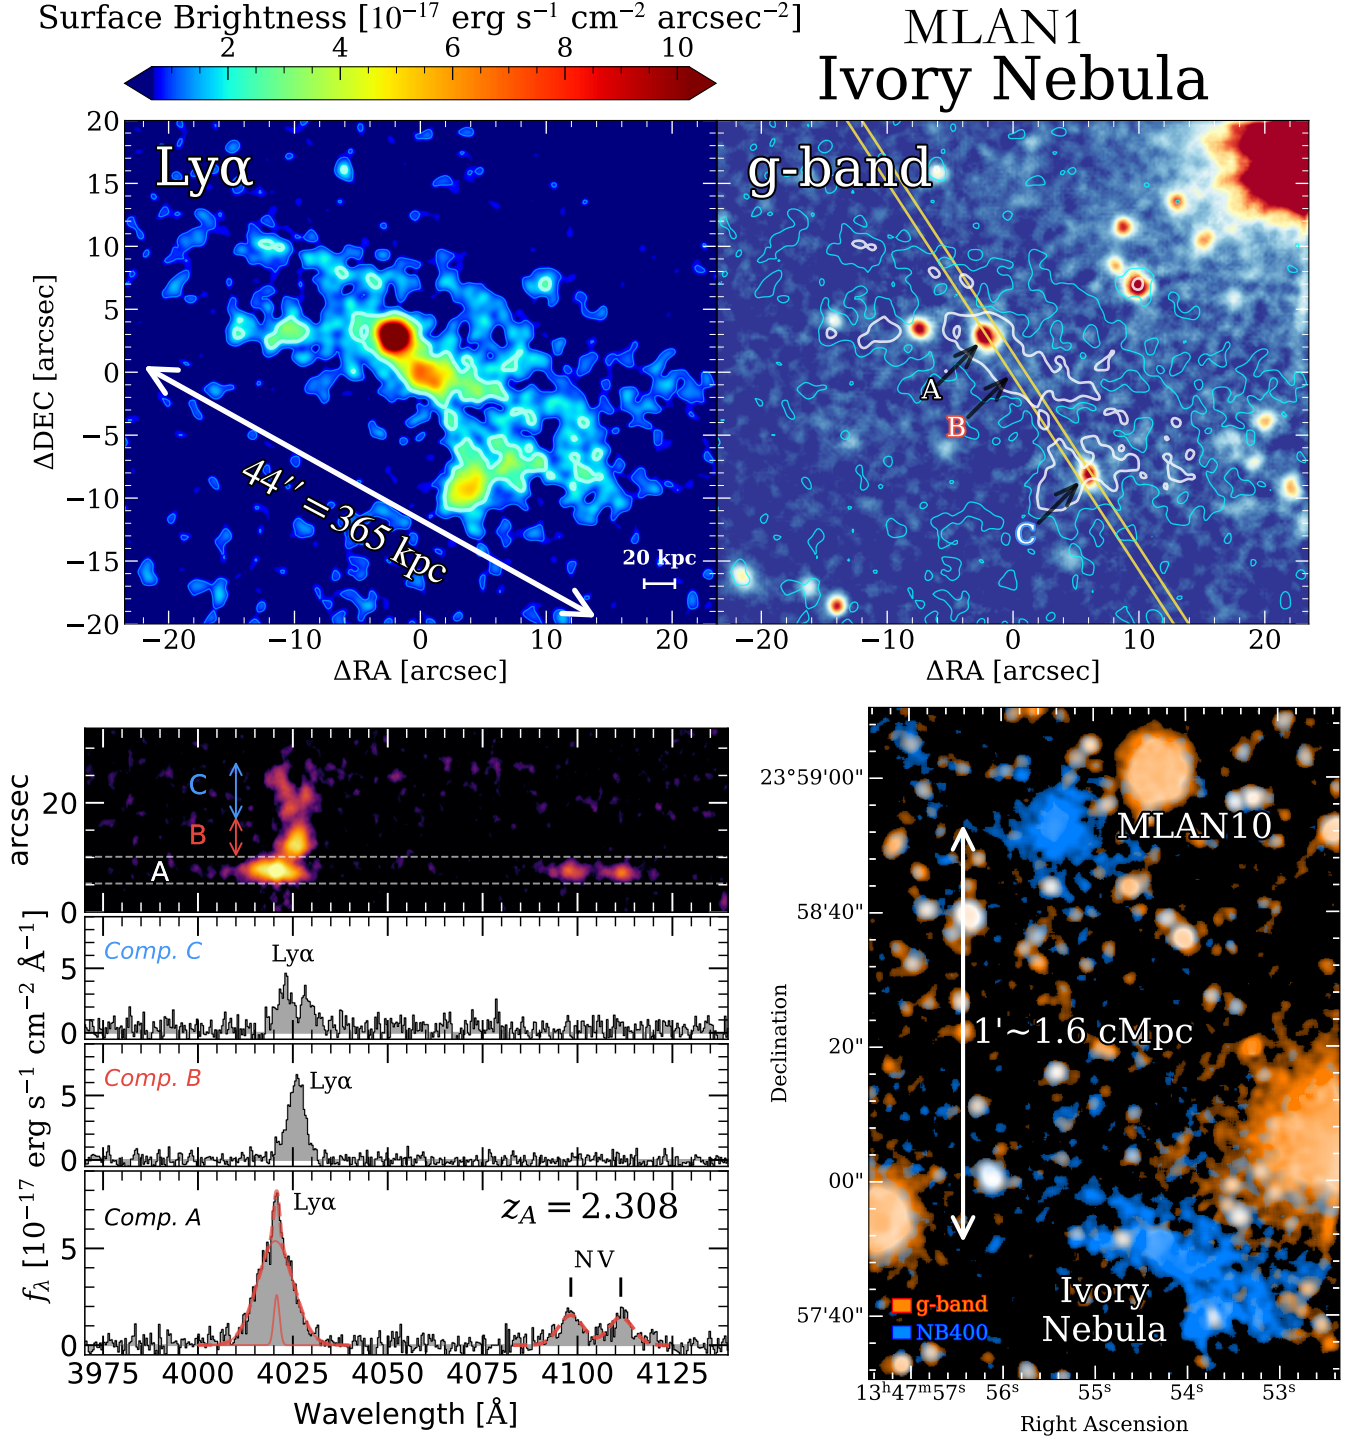 Surface Brightness [10⁻¹⁷ erg s⁻¹ cm⁻² arcsec⁻²]
2 4 6 8 10
MLAN1
Ivory Nebula
Lyα
g-band
20
15
10
5
0
−5
−10
−15
−20
ΔDEC [arcsec]
44″ = 365 kpc
20 kpc
A
B
C
−20 −10 0 10 20
−20 −10 0 10 20
ΔRA [arcsec]
ΔRA [arcsec]
arcsec
20
0
C
B
A
fλ [10⁻¹⁷ erg s⁻¹ cm⁻² Å⁻¹]
Comp. C
Lyα
5
0
Comp. B
Lyα
5
0
Comp. A
Lyα
z_A = 2.308
N V
5
0
3975 4000 4025 4050 4075 4100 4125
Wavelength [Å]
23°59'00"
58'40"
20"
00"
57'40"
Declination
MLAN10
1'~1.6 cMpc
Ivory
Nebula
g-band
NB400
13ʰ47ᵐ57ˢ 56ˢ 55ˢ 54ˢ 53ˢ
Right Ascension